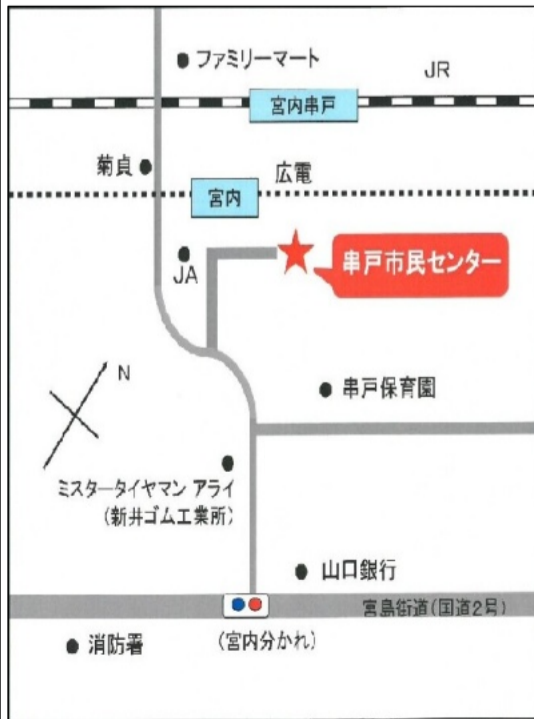 ファミリーマート
JR
宮内串戸
菊貞
広電
宮内
JA
串戸市民センター
N
串戸保育園
ミスタータイヤマン アライ
(新井ゴム工業所)
山口銀行
宮島街道(国道2号)
消防署
(宮内分かれ)